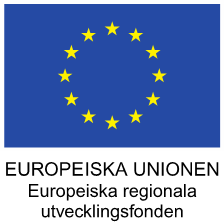 EUROPEISKA UNIONEN
Europeiska regionala
utvecklingsfonden